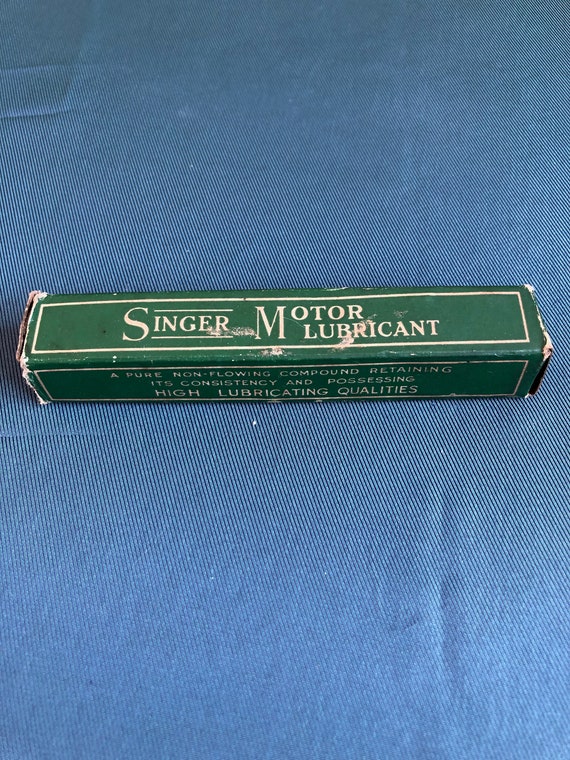 SINGER MOTOR LUBRICANT
A PURE NON-FLOWING COMPOUND RETAINING
ITS CONSISTENCY AND POSSESSING
HIGH LUBRICATING QUALITIES